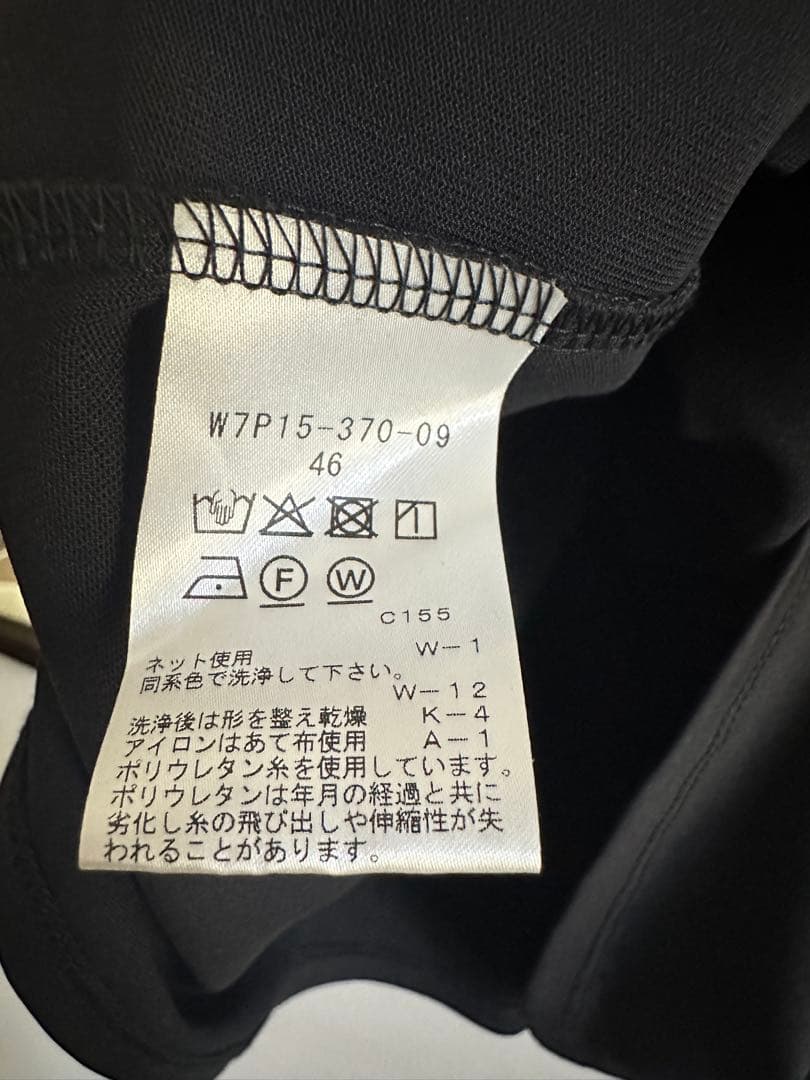 W7P15-370-09
46
F W
C155
W-1
ネット使用
同系色で洗浄して下さい。
W-12
洗浄後は形を整え乾燥 K-4
アイロンはあて布使用 A-1
ポリウレタン糸を使用しています。
ポリウレタンは年月の経過と共に
劣化し糸の飛び出しや伸縮性が失
われることがあります。